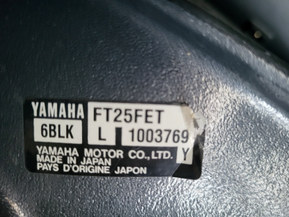 YAMAHA FT25FET
6BLK L 1003769
Y
YAMAHA MOTOR CO., LTD.
MADE IN JAPAN
PAYS D'ORIGINE JAPON